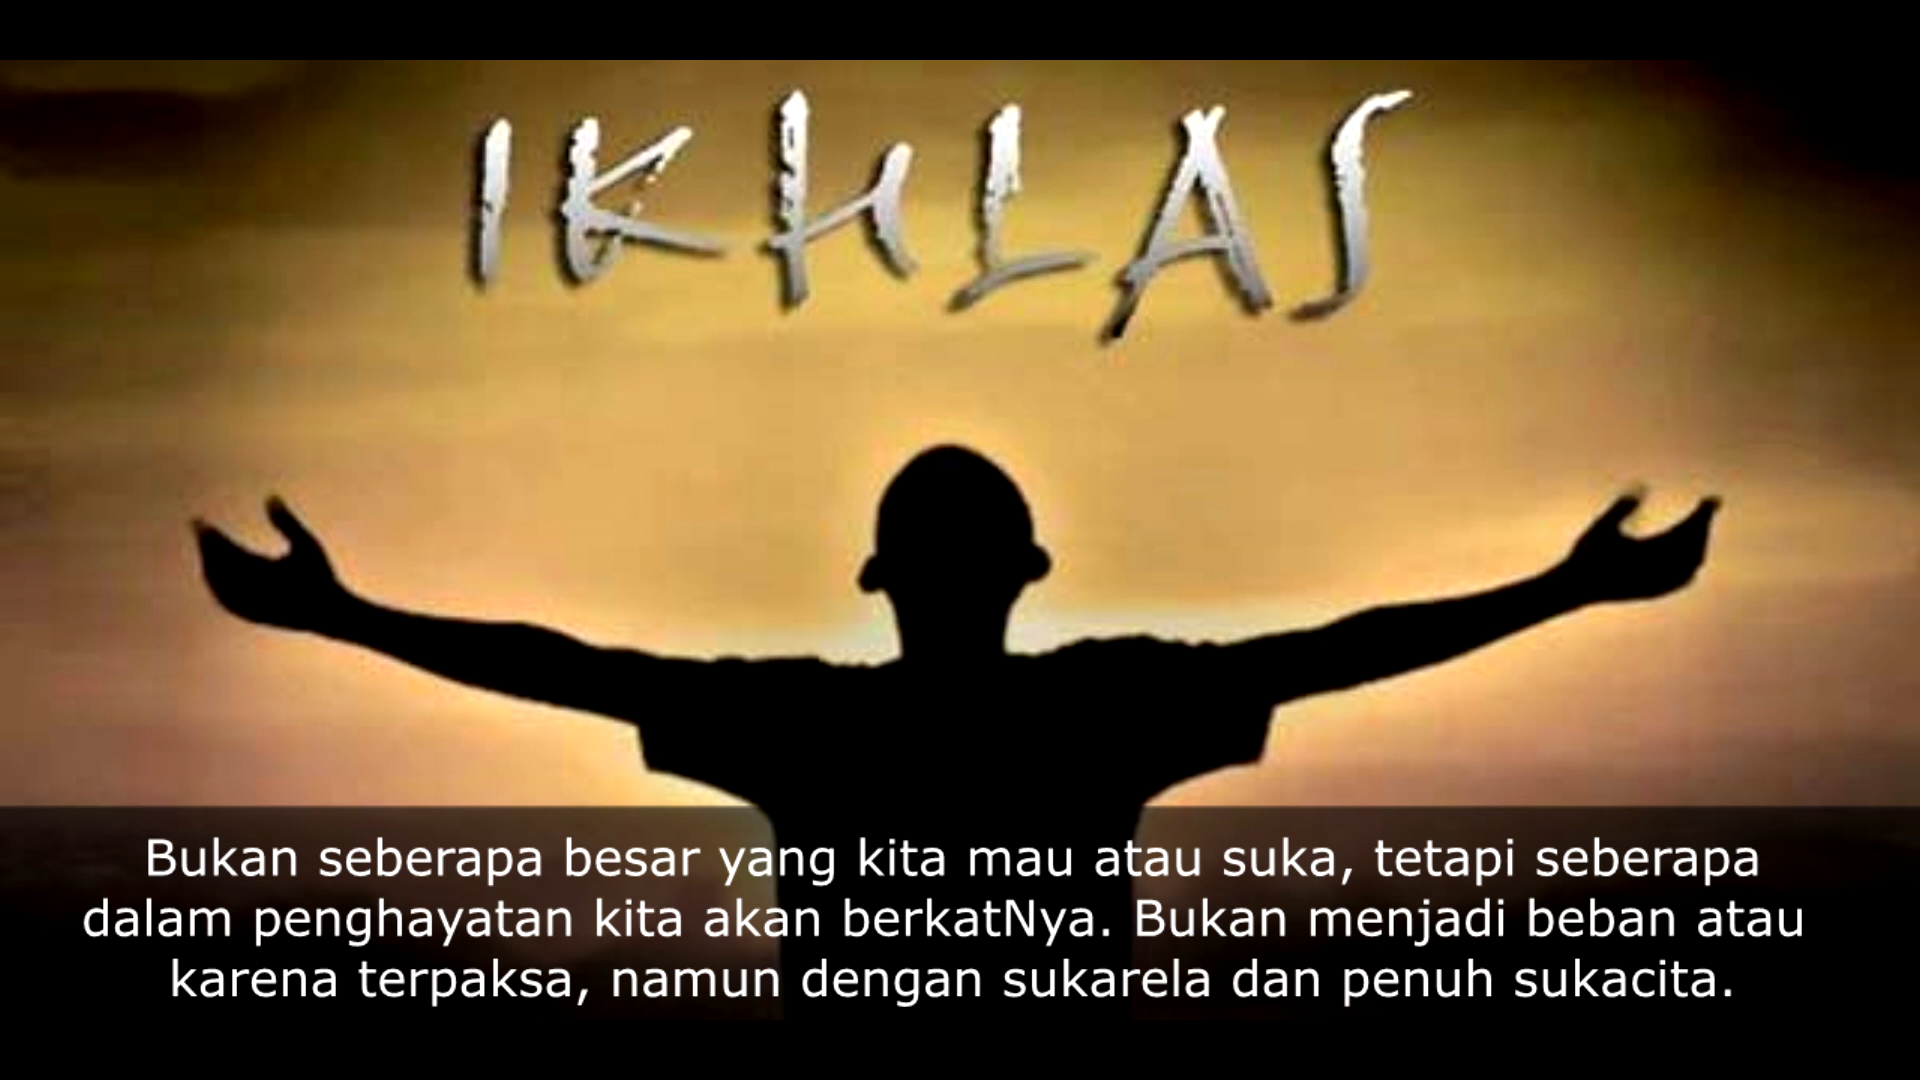 IKHLAS
Bukan seberapa besar yang kita mau atau suka, tetapi seberapa
dalam penghayatan kita akan berkatNya. Bukan menjadi beban atau
karena terpaksa, namun dengan sukarela dan penuh sukacita.